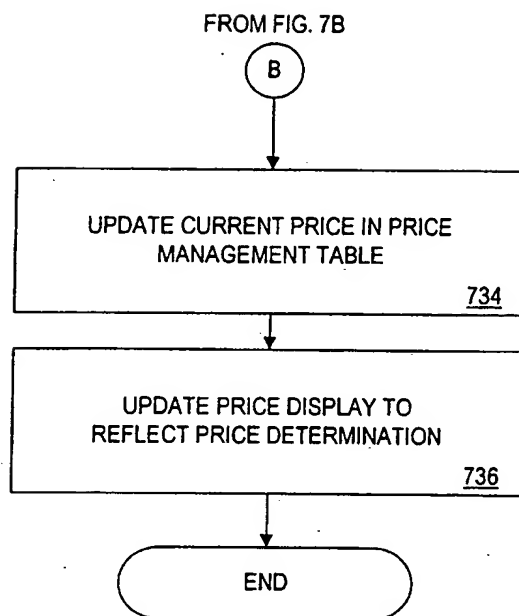 FROM FIG. 7B
B
UPDATE CURRENT PRICE IN PRICE
MANAGEMENT TABLE
734
UPDATE PRICE DISPLAY TO
REFLECT PRICE DETERMINATION
736
END